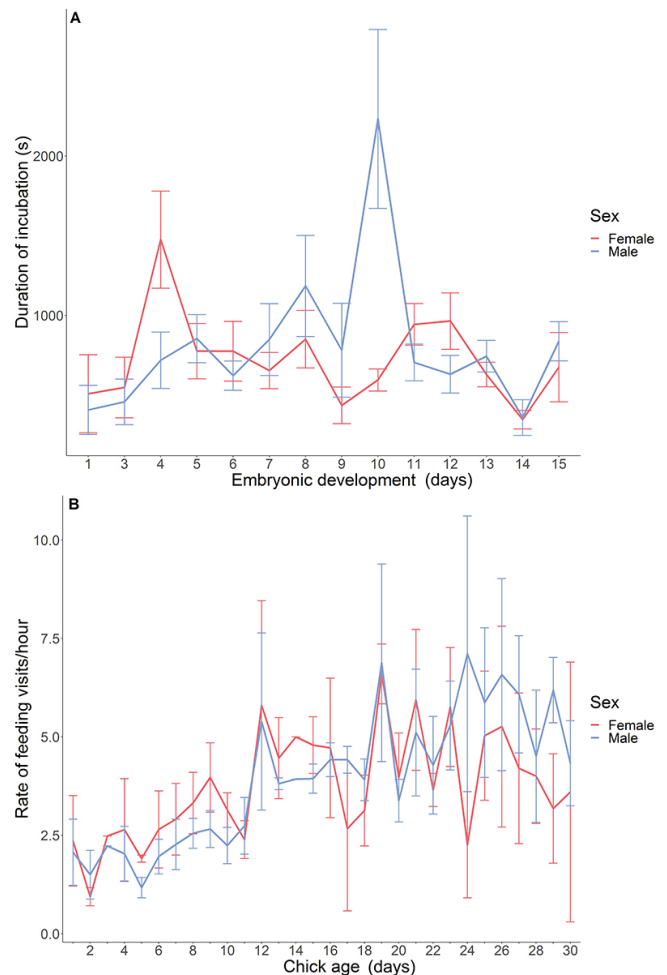 A
Duration of incubation (s)
2000
1000
Sex
Female
Male
1 3 4 5 6 7 8 9 10 11 12 13 14 15
Embryonic development (days)
B
Rate of feeding visits/hour
10.0
7.5
5.0
2.5
0.0
Sex
Female
Male
2 4 6 8 10 12 14 16 18 20 22 24 26 28 30
Chick age (days)